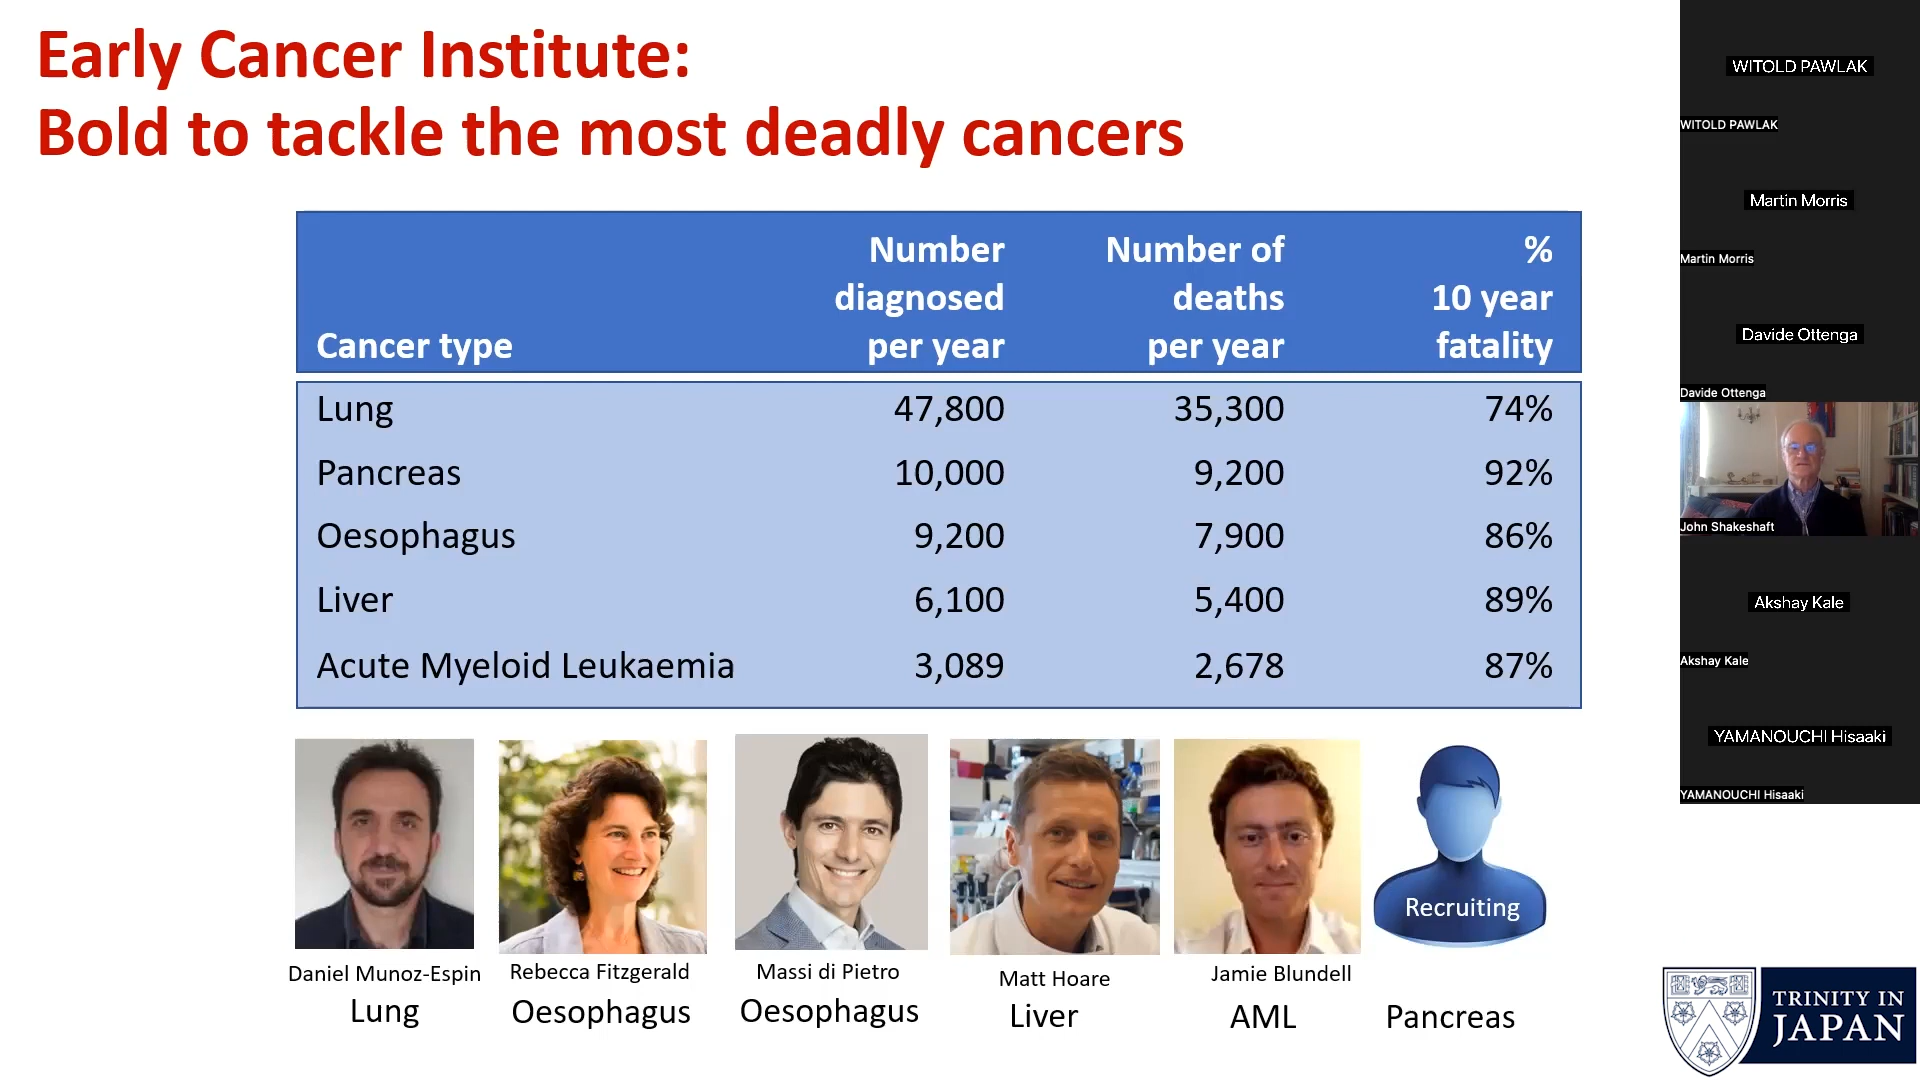 Early Cancer Institute:
Bold to tackle the most deadly cancers
Cancer type
Number
diagnosed
per year
Number of
deaths
per year
%
10 year
fatality
Lung 47,800 35,300 74%
Pancreas 10,000 9,200 92%
Oesophagus 9,200 7,900 86%
Liver 6,100 5,400 89%
Acute Myeloid Leukaemia 3,089 2,678 87%
Recruiting
Daniel Munoz-Espin
Lung
Rebecca Fitzgerald
Oesophagus
Massi di Pietro
Oesophagus
Matt Hoare
Liver
Jamie Blundell
AML
Pancreas
WITOLD PAWLAK
WITOLD PAWLAK
Martin Morris
Martin Morris
Davide Ottenga
Davide Ottenga
John Shakeshaft
Akshay Kale
Akshay Kale
YAMANOUCHI Hisaaki
YAMANOUCHI Hisaaki
TRINITY IN
JAPAN